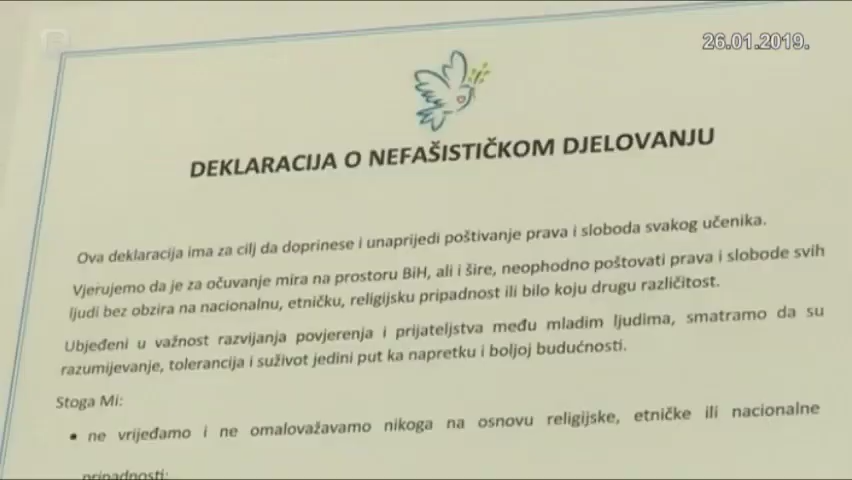 26.01.2019.
DEKLARACIJA O NEFAŠISTIČKOM DJELOVANJU
Ova deklaracija ima za cilj da doprinese i unaprijedi poštivanje prava i sloboda svakog učenika.
Vjerujemo da je za očuvanje mira na prostoru BiH, ali i šire, neophodno poštovati prava i slobode svih
ljudi bez obzira na nacionalnu, etničku, religijsku pripadnost ili bilo koju drugu različitost.
Ubjeđeni u važnost razvijanja povjerenja i prijateljstva među mladim ljudima, smatramo da su
razumijevanje, tolerancija i suživot jedini put ka napretku i boljoj budućnosti.
Stoga Mi:
• ne vrijeđamo i ne omalovažavamo nikoga na osnovu religijske, etničke ili nacionalne
pripadnosti;